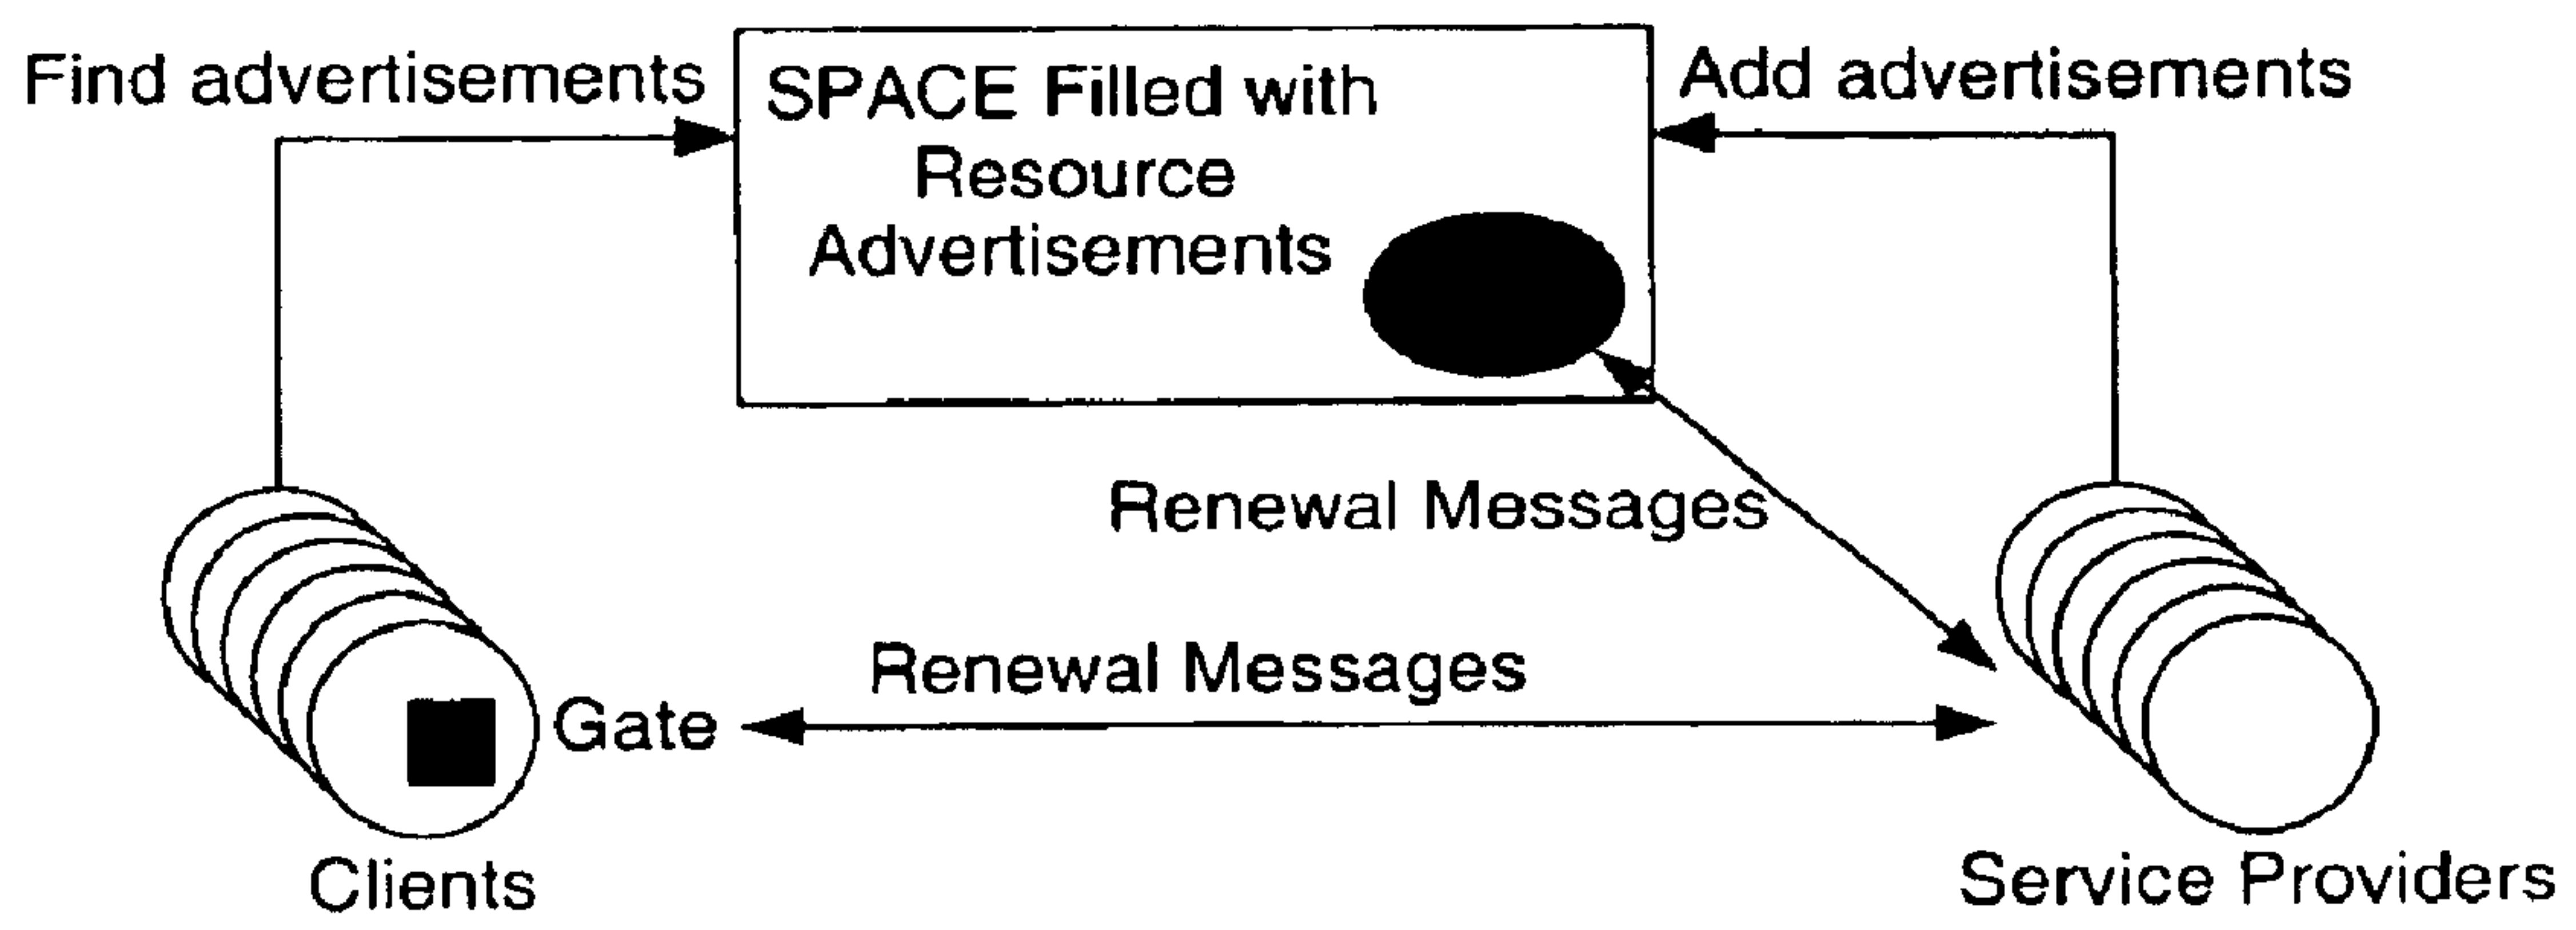 Find advertisements
SPACE Filled with
Resource
Advertisements
Add advertisements
Renewal Messages
Renewal Messages
Gate
Clients
Service Providers